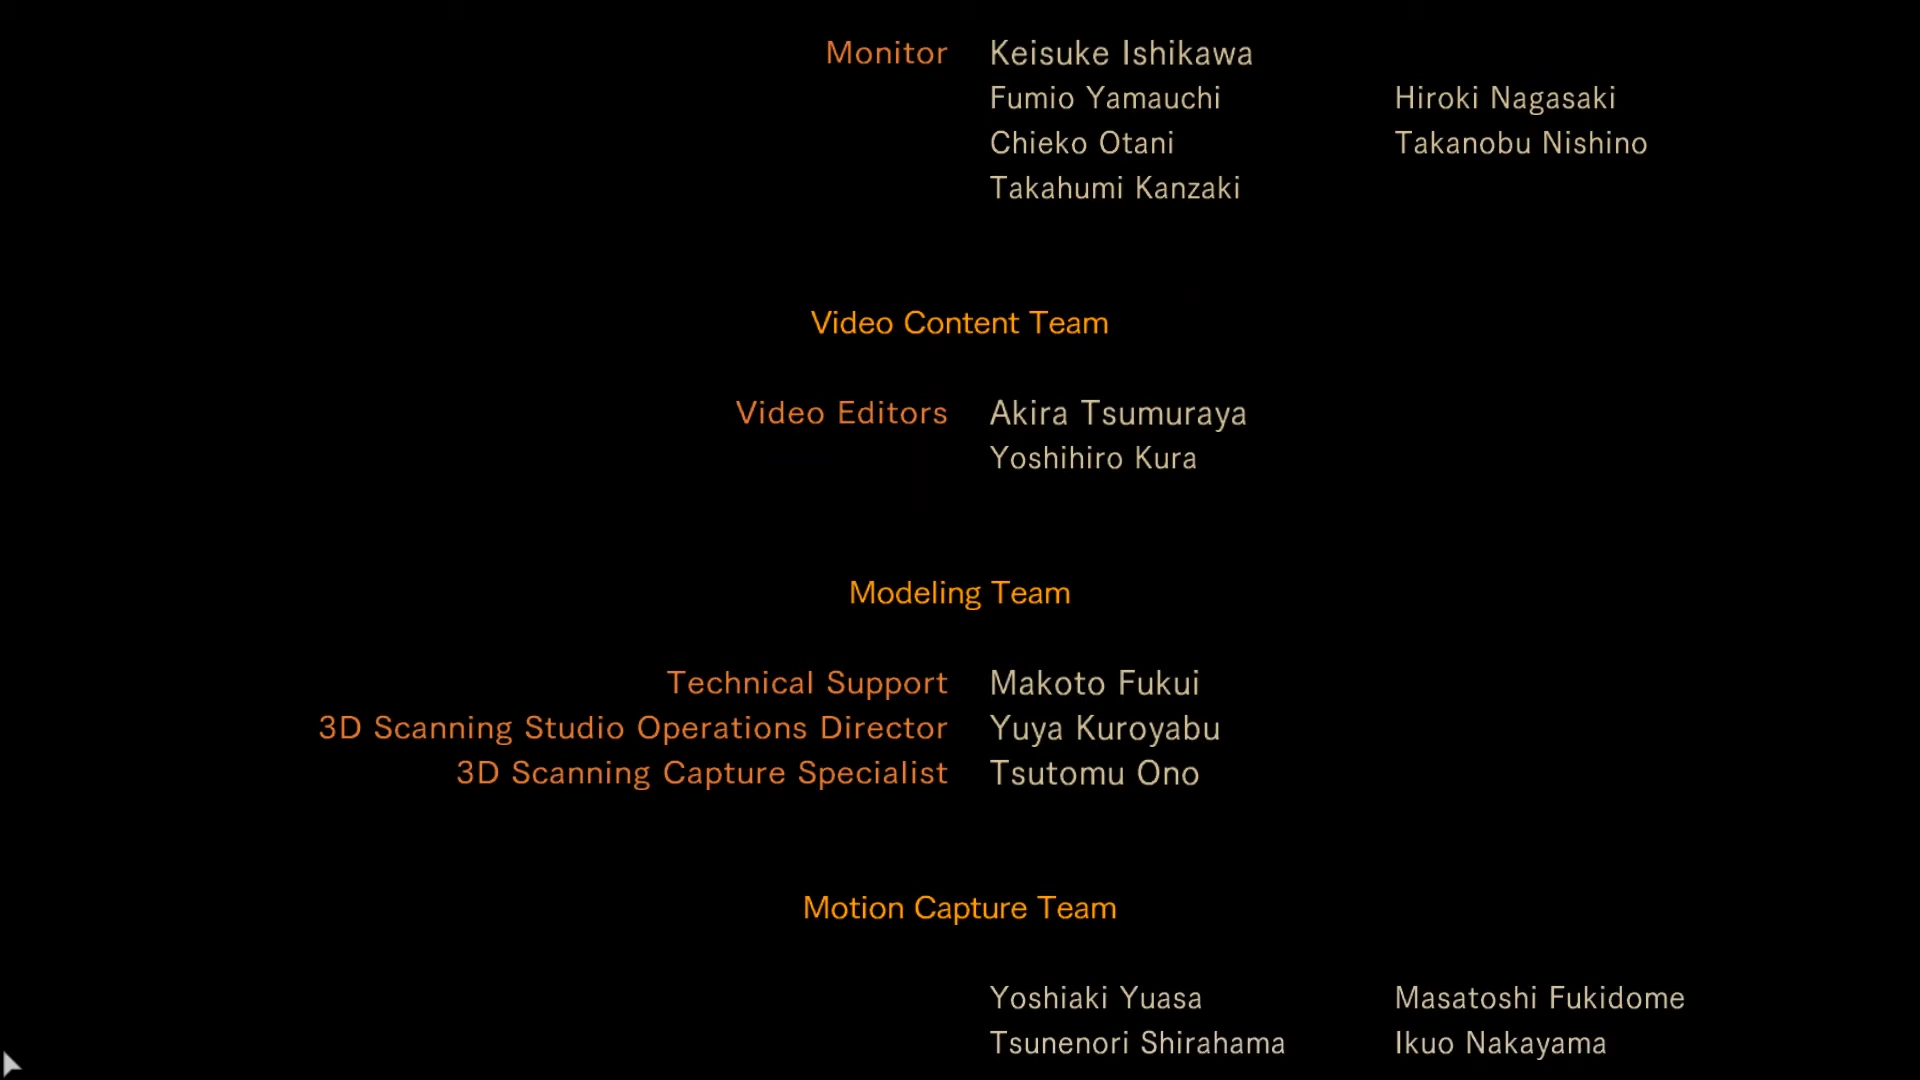 Monitor Keisuke Ishikawa
Fumio Yamauchi Hiroki Nagasaki
Chieko Otani Takanobu Nishino
Takahumi Kanzaki
Video Content Team
Video Editors Akira Tsumuraya
Yoshihiro Kura
Modeling Team
Technical Support Makoto Fukui
3D Scanning Studio Operations Director Yuya Kuroyabu
3D Scanning Capture Specialist Tsutomu Ono
Motion Capture Team
Yoshiaki Yuasa Masatoshi Fukidome
Tsunenori Shirahama Ikuo Nakayama